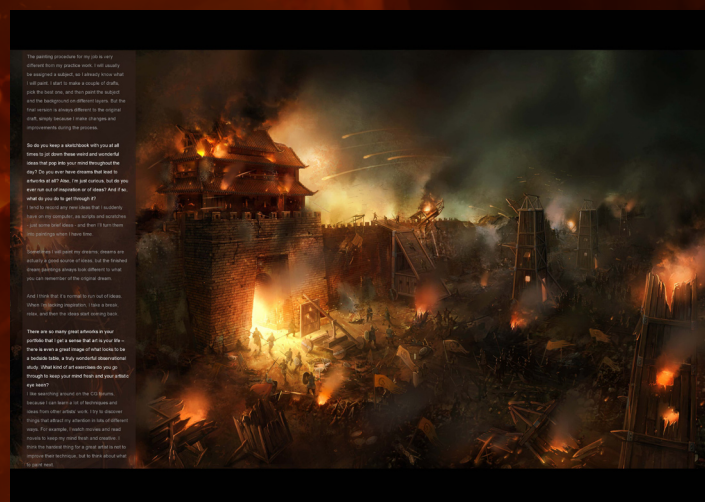 The painting procedure for my job is very
different from my practice work. I will usually
be assigned a subject, so I already know what
I will paint. I start to make a couple of drafts,
pick the best one, and then paint the subject
and the background on different layers. But the
final version is always different to the original
draft, simply because I make changes and
improvements during the process.
So do you keep a sketchbook with you at all
times to jot down these weird and wonderful
ideas that pop into your mind throughout the
day? Do you ever have dreams that lead to
artworks at all? Also, I'm just curious, but do you
ever run out of inspiration or of ideas? And if so,
what do you do to get through it?
I tend to record any new ideas that I suddenly
have on my computer, as scripts and scratches
- just some brief ideas - and then I'll turn them
into paintings when I have time.
Sometimes I will paint my dreams; dreams are
actually a good source of ideas, but the finished
dream paintings always look different to what
you can remember of the original dream.
And I think that it's normal to run out of ideas.
When I'm lacking inspiration, I take a break,
relax, and then the ideas start coming back.
There are so many great artworks in your
portfolio that I get a sense that art is your life –
there is even a great image of what looks to be
a bedside table, a truly wonderful observational
study. What kind of art exercises do you go
through to keep your mind fresh and your artistic
eye keen?
I like searching around on the CG forums,
because I can learn a lot of techniques and
ideas from other artists' work. I try to discover
things that attract my attention in lots of different
ways. For example, I watch movies and read
novels to keep my mind fresh and creative. I
think the hardest thing for a great artist is not to
improve their technique, but to think about what
to paint next.